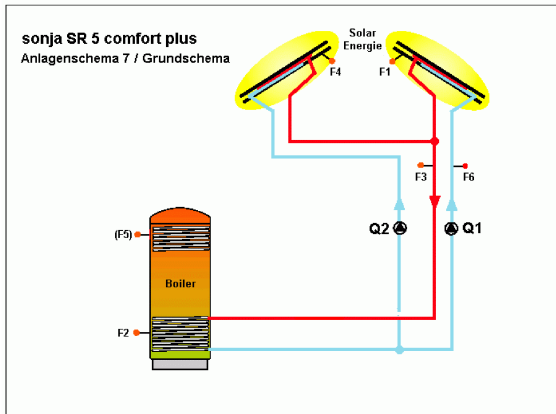 sonja SR 5 comfort plus
Anlagenschema 7 / Grundschema
Solar
Energie
F4
F1
F3
F6
Q2
Q1
(F5)
Boiler
F2